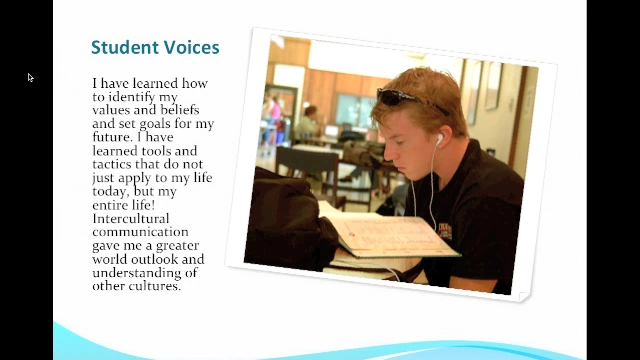 Student Voices
I have learned how
to identify my
values and beliefs
and set goals for my
future. I have
learned tools and
tactics that do not
just apply to my life
today, but my
entire life!
Intercultural
communication
gave me a greater
world outlook and
understanding of
other cultures.